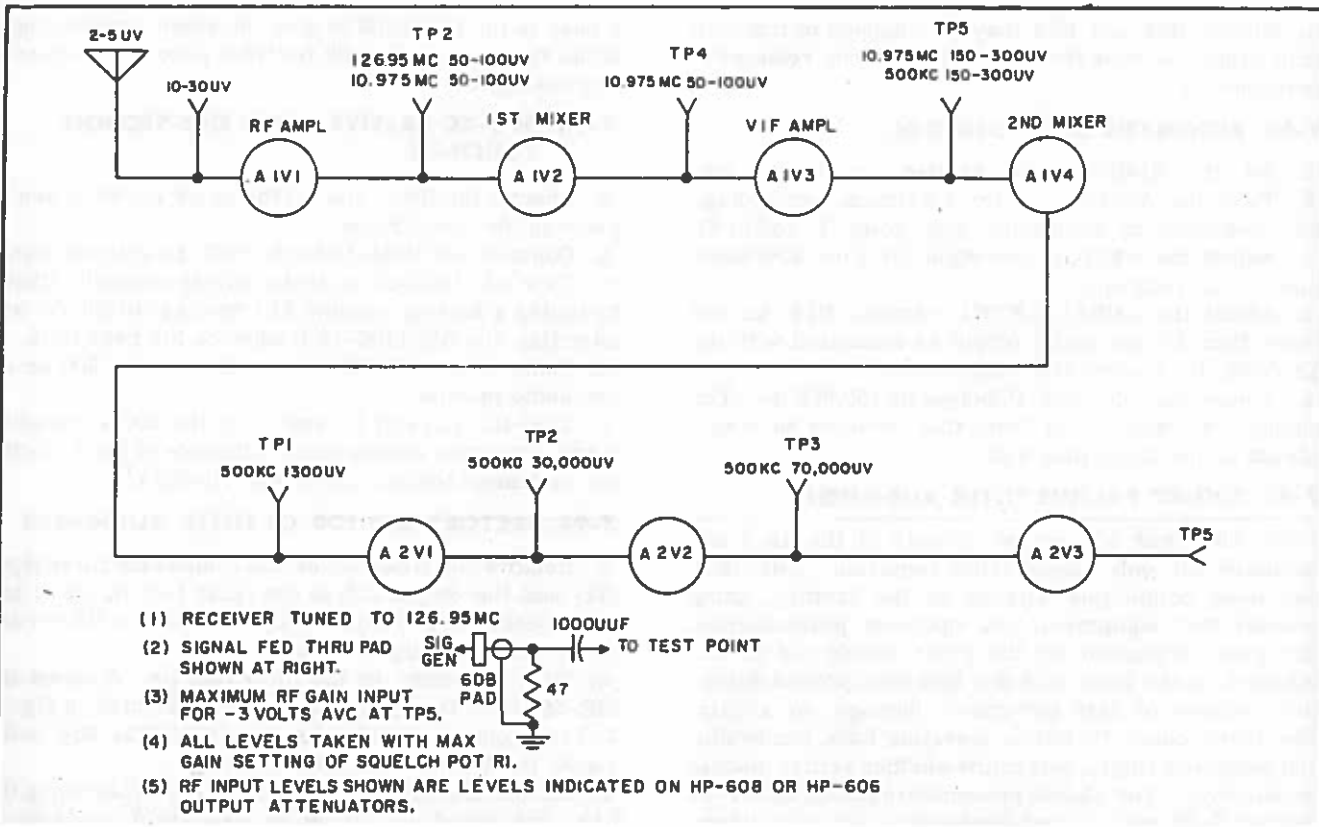 2-5UV
10-30UV
TP2
126.95MC 50-100UV
10.975MC 50-100UV
TP4
10.975MC 50-100UV
TP5
10.975MC 150-300UV
500KC 150-300UV
RF AMPL
1ST MIXER
VIF AMPL
2ND MIXER
A1V1
A1V2
A1V3
A1V4
TP1
500KC 1300UV
TP2
500KC 30,000UV
TP3
500KC 70,000UV
A2V1
A2V2
A2V3
TP5
(1) RECEIVER TUNED TO 126.95MC
(2) SIGNAL FED THRU PAD
SHOWN AT RIGHT.
(3) MAXIMUM RF GAIN INPUT
FOR -3 VOLTS AVC AT TP5.
(4) ALL LEVELS TAKEN WITH MAX
GAIN SETTING OF SQUELCH POT R1.
(5) RF INPUT LEVELS SHOWN ARE LEVELS INDICATED ON HP-608 OR HP-606
OUTPUT ATTENUATORS.
SIG
GEN
6DB
PAD
1000UUF
TO TEST POINT
47